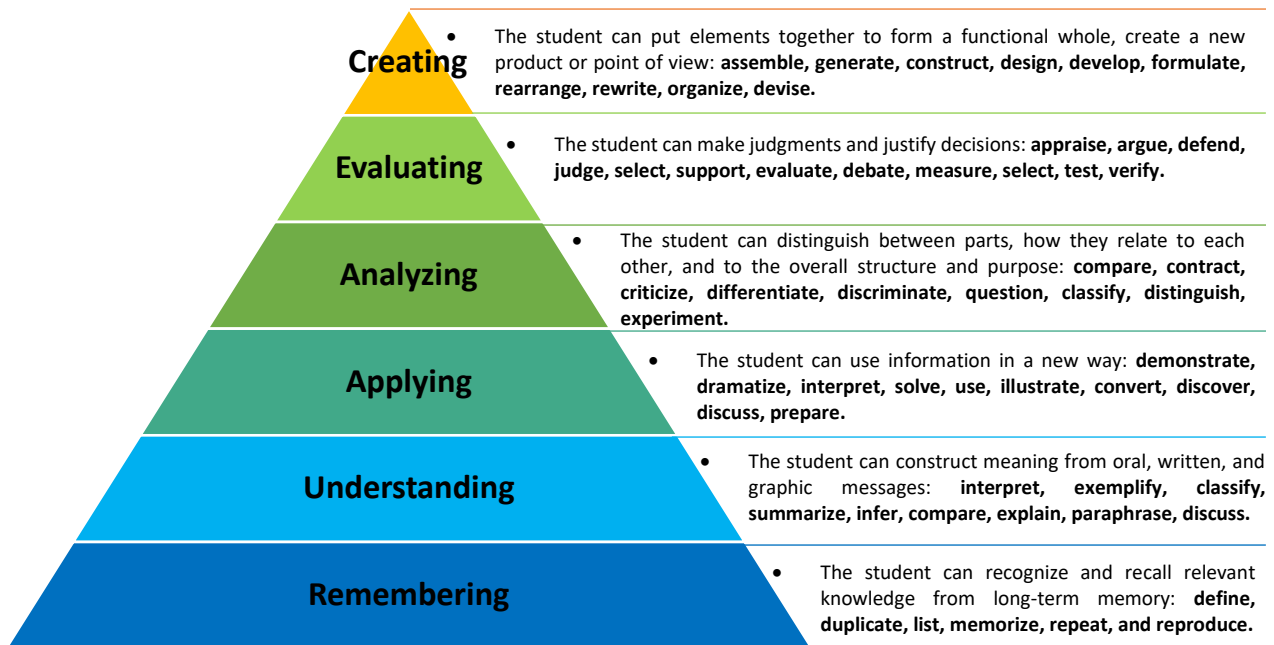 Creating
• The student can put elements together to form a functional whole, create a new
product or point of view: assemble, generate, construct, design, develop, formulate,
rearrange, rewrite, organize, devise.
Evaluating
• The student can make judgments and justify decisions: appraise, argue, defend,
judge, select, support, evaluate, debate, measure, select, test, verify.
Analyzing
• The student can distinguish between parts, how they relate to each
other, and to the overall structure and purpose: compare, contract,
criticize, differentiate, discriminate, question, classify, distinguish,
experiment.
Applying
• The student can use information in a new way: demonstrate,
dramatize, interpret, solve, use, illustrate, convert, discover,
discuss, prepare.
Understanding
• The student can construct meaning from oral, written, and
graphic messages: interpret, exemplify, classify,
summarize, infer, compare, explain, paraphrase, discuss.
Remembering
• The student can recognize and recall relevant
knowledge from long-term memory: define,
duplicate, list, memorize, repeat, and reproduce.